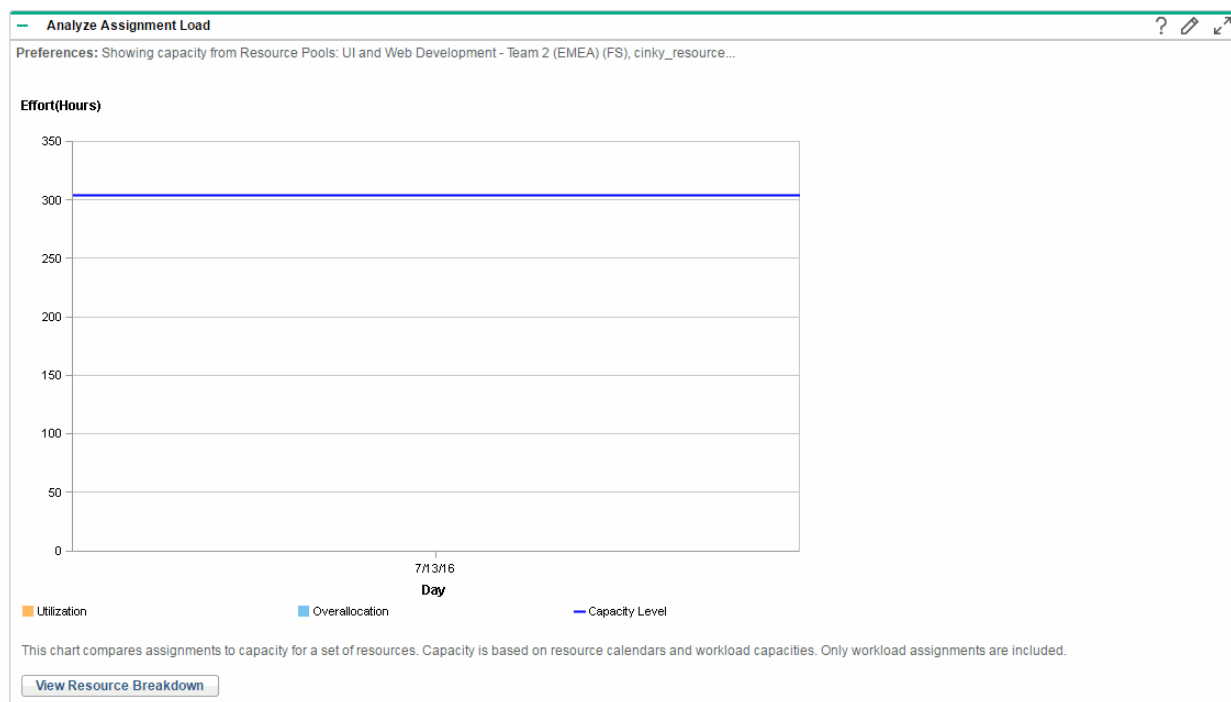 Analyze Assignment Load
Preferences: Showing capacity from Resource Pools: UI and Web Development - Team 2 (EMEA) (FS), cinky_resource...
Effort(Hours)
350
300
250
200
150
100
50
0
7/13/16
Day
Utilization
Overallocation
Capacity Level
This chart compares assignments to capacity for a set of resources. Capacity is based on resource calendars and workload capacities. Only workload assignments are included.
View Resource Breakdown